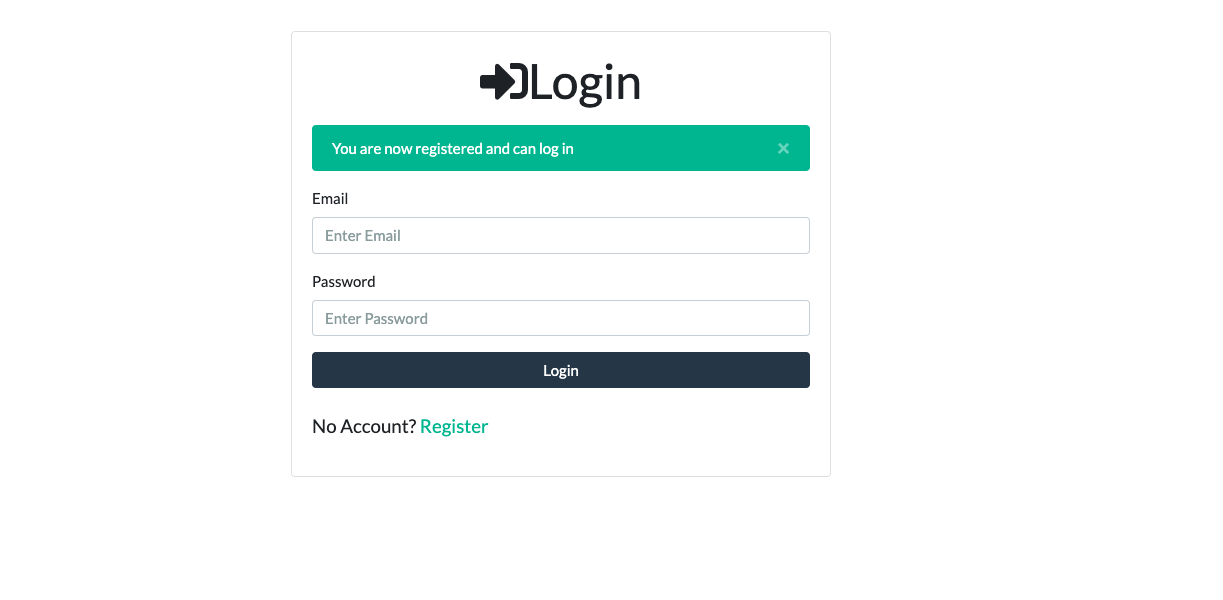 Login
You are now registered and can log in ×
Email
Enter Email
Password
Enter Password
Login
No Account? Register